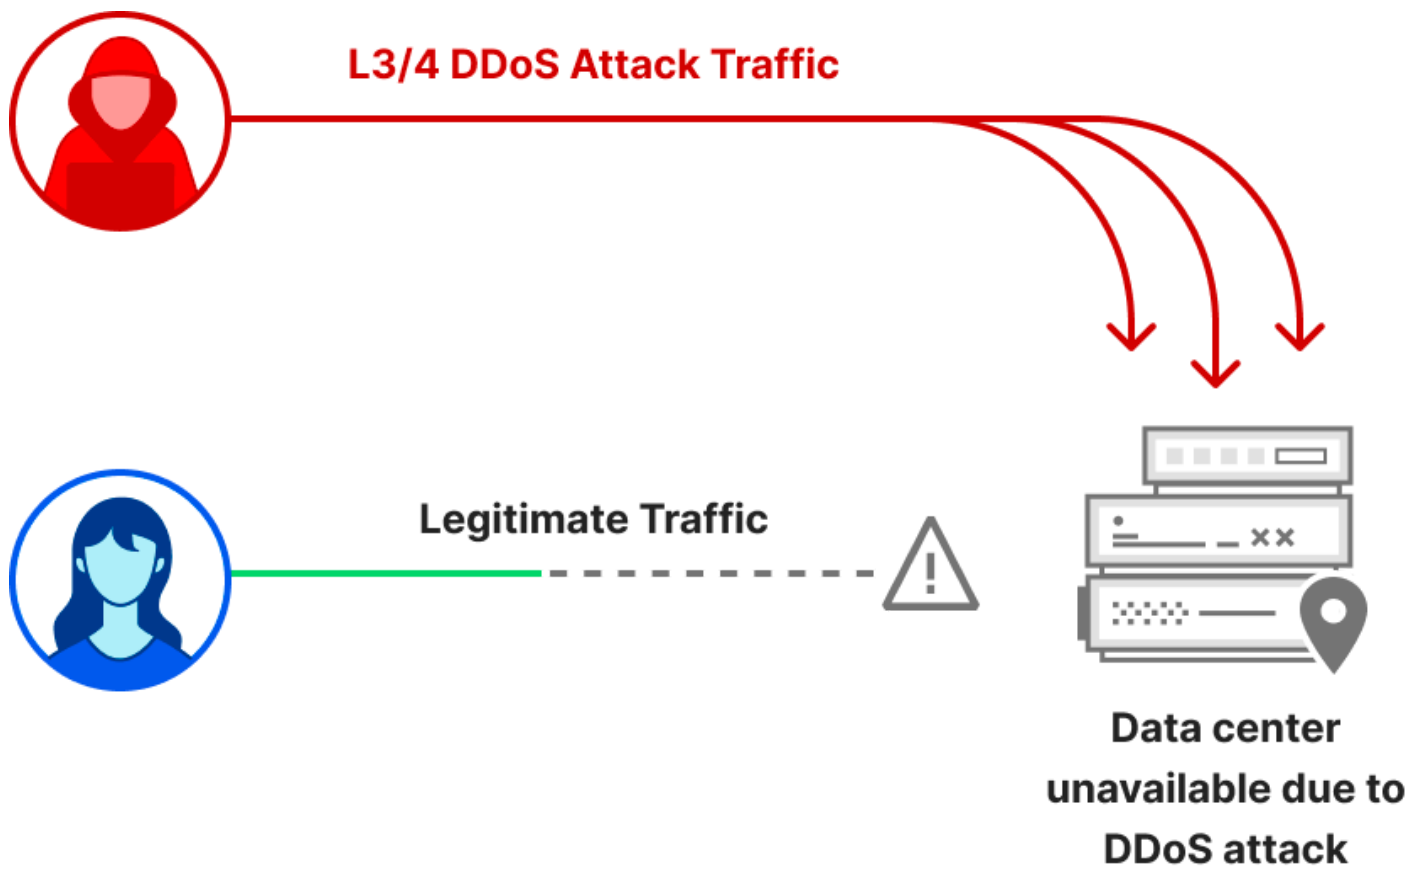 L3/4 DDoS Attack Traffic
Legitimate Traffic
Data center
unavailable due to
DDoS attack